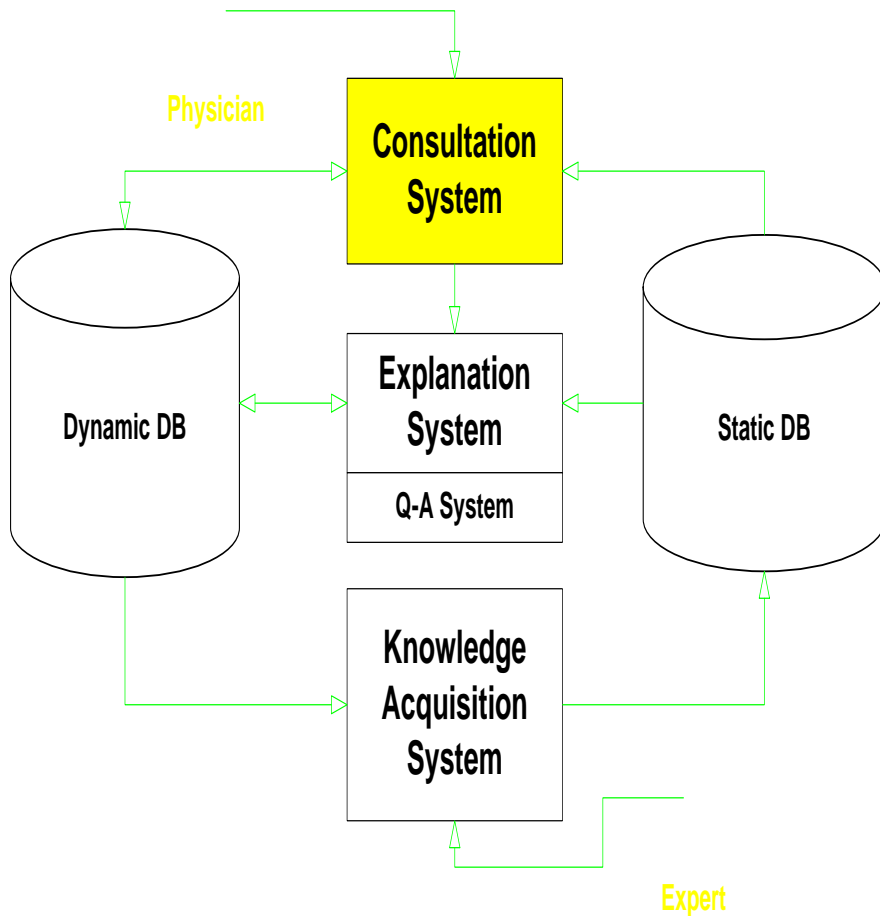 Physician
Consultation
System
Dynamic DB
Explanation
System
Q-A System
Static DB
Knowledge
Acquisition
System
Expert